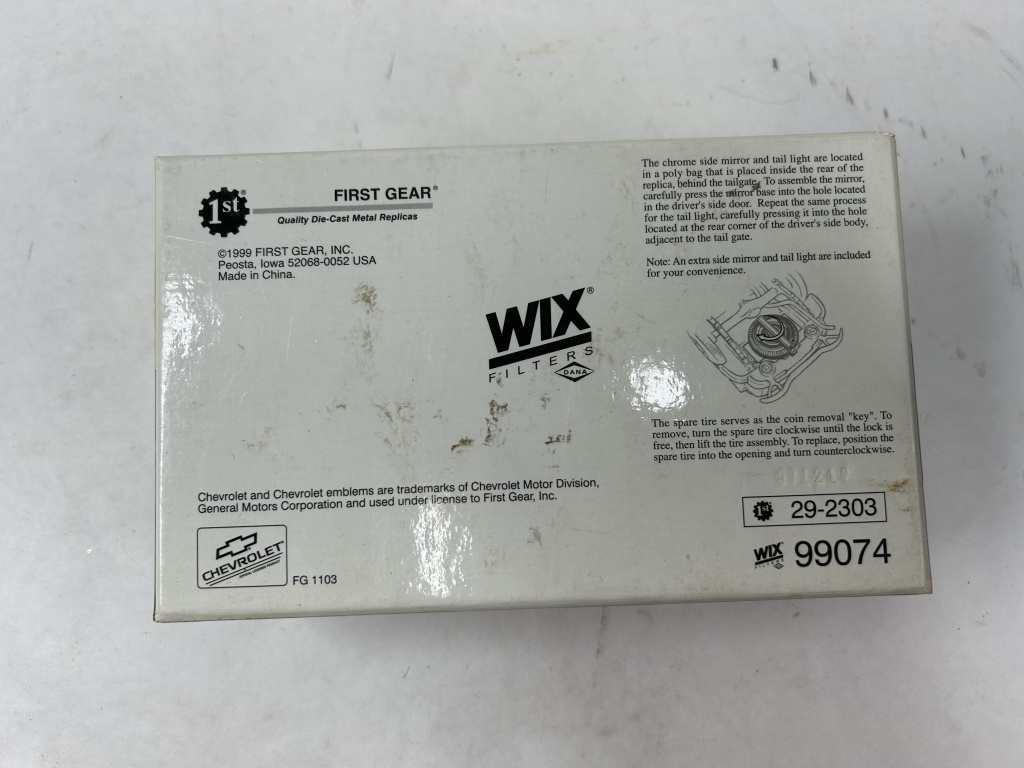 1st®
FIRST GEAR®
Quality Die-Cast Metal Replicas
©1999 FIRST GEAR, INC.
Peosta, Iowa 52068-0052 USA
Made in China.
WIX®
FILTERS
DANA
The chrome side mirror and tail light are located
in a poly bag that is placed inside the rear of the
replica, behind the tailgate. To assemble the mirror,
carefully press the mirror base into the hole located
in the driver's side door. Repeat the same process
for the tail light, carefully pressing it into the hole
located at the rear corner of the driver's side body,
adjacent to the tail gate.
Note: An extra side mirror and tail light are included
for your convenience.
The spare tire serves as the coin removal "key". To
remove, turn the spare tire clockwise until the lock is
free, then lift the tire assembly. To replace, position the
spare tire into the opening and turn counterclockwise.
Chevrolet and Chevrolet emblems are trademarks of Chevrolet Motor Division,
General Motors Corporation and used under license to First Gear, Inc.
CHEVROLET
FG 1103
1st 29-2303
WIX 99074